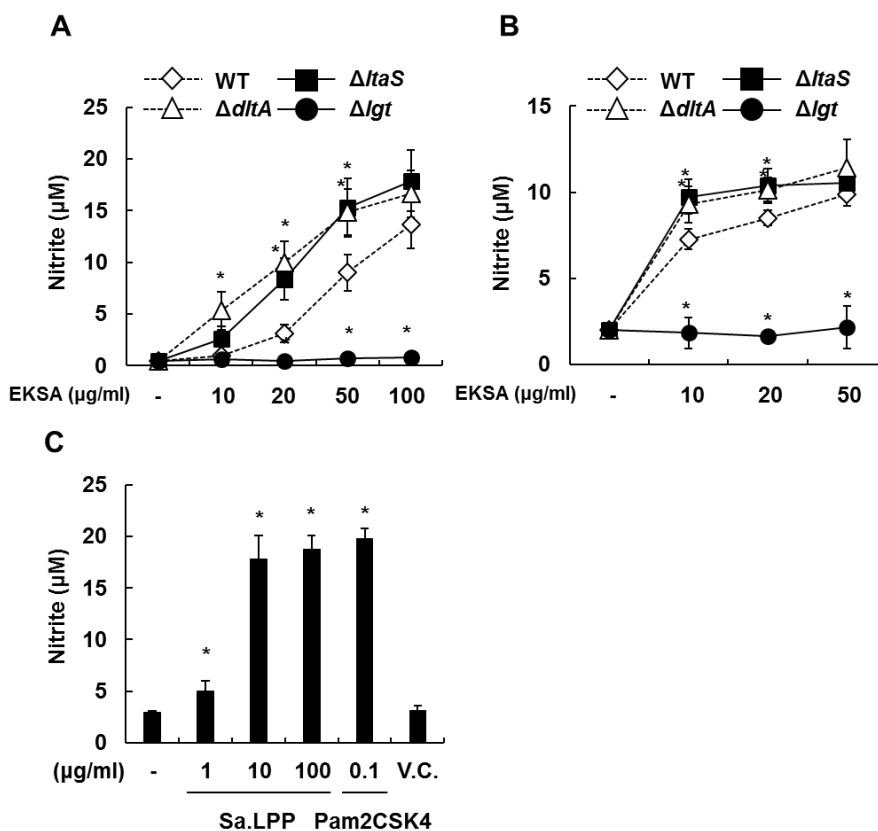 A
WT
ΔltaS
ΔdltA
Δlgt
25
20
15
10
5
0
Nitrite (μM)
*
*
*
*
*
*
*
EKSA (μg/ml) - 10 20 50 100
B
WT
ΔltaS
ΔdltA
Δlgt
15
10
5
0
Nitrite (μM)
*
*
*
*
*
*
*
EKSA (μg/ml) - 10 20 50
C
25
20
15
10
5
0
Nitrite (μM)
*
*
*
*
(μg/ml) - 1 10 100 0.1 V.C.
Sa.LPP Pam2CSK4